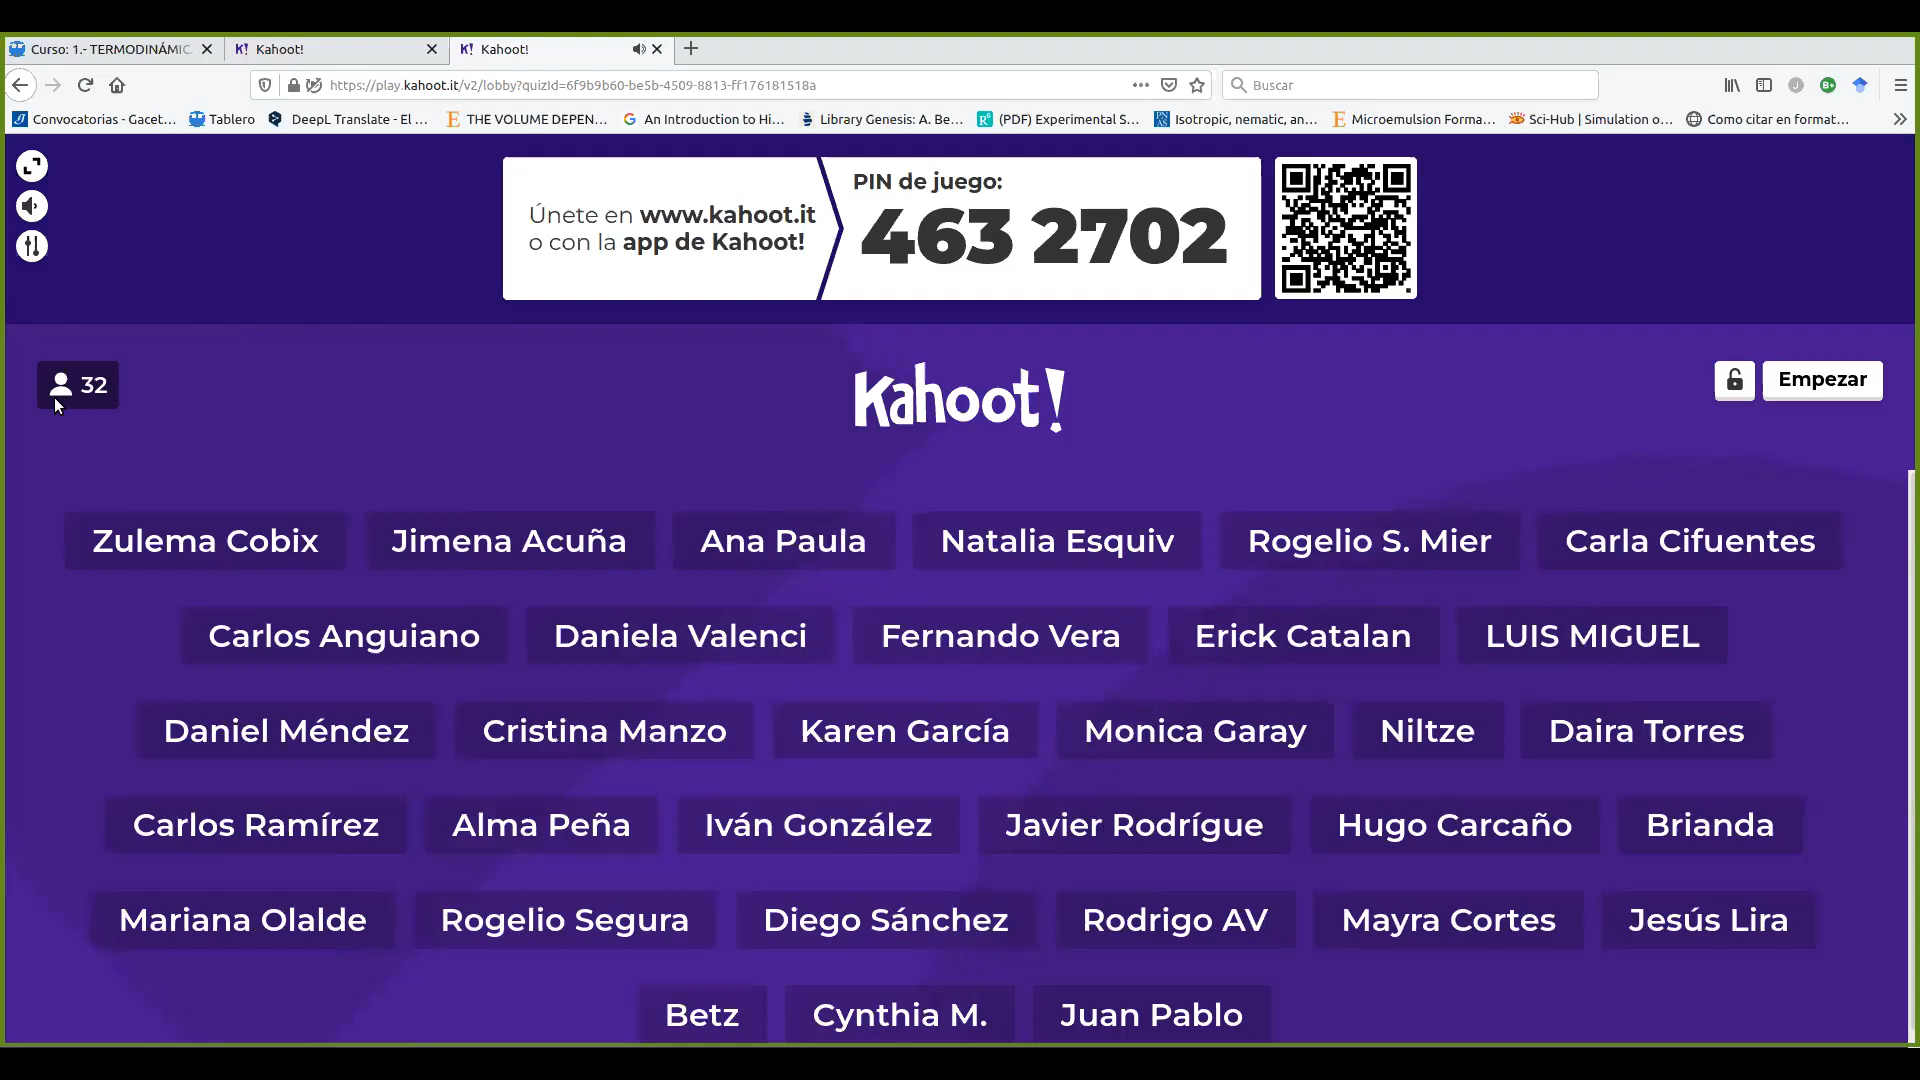 Curso: 1.- TERMODINÁMIC
Kahoot!
Kahoot!
https://play.kahoot.it/v2/lobby?quizId=6f9b9b60-be5b-4509-8813-ff176181518a
Buscar
Convocatorias - Gacet...
Tablero
DeepL Translate - El ...
THE VOLUME DEPEN...
An Introduction to Hi...
Library Genesis: A. Be...
(PDF) Experimental S...
Isotropic, nematic, an...
Microemulsion Forma...
Sci-Hub | Simulation o...
Como citar en format...
Únete en www.kahoot.it
o con la app de Kahoot!
PIN de juego:
463 2702
32
Kahoot!
Empezar
Zulema Cobix
Jimena Acuña
Ana Paula
Natalia Esquiv
Rogelio S. Mier
Carla Cifuentes
Carlos Anguiano
Daniela Valenci
Fernando Vera
Erick Catalan
LUIS MIGUEL
Daniel Méndez
Cristina Manzo
Karen García
Monica Garay
Niltze
Daira Torres
Carlos Ramírez
Alma Peña
Iván González
Javier Rodrígue
Hugo Carcaño
Brianda
Mariana Olalde
Rogelio Segura
Diego Sánchez
Rodrigo AV
Mayra Cortes
Jesús Lira
Betz
Cynthia M.
Juan Pablo